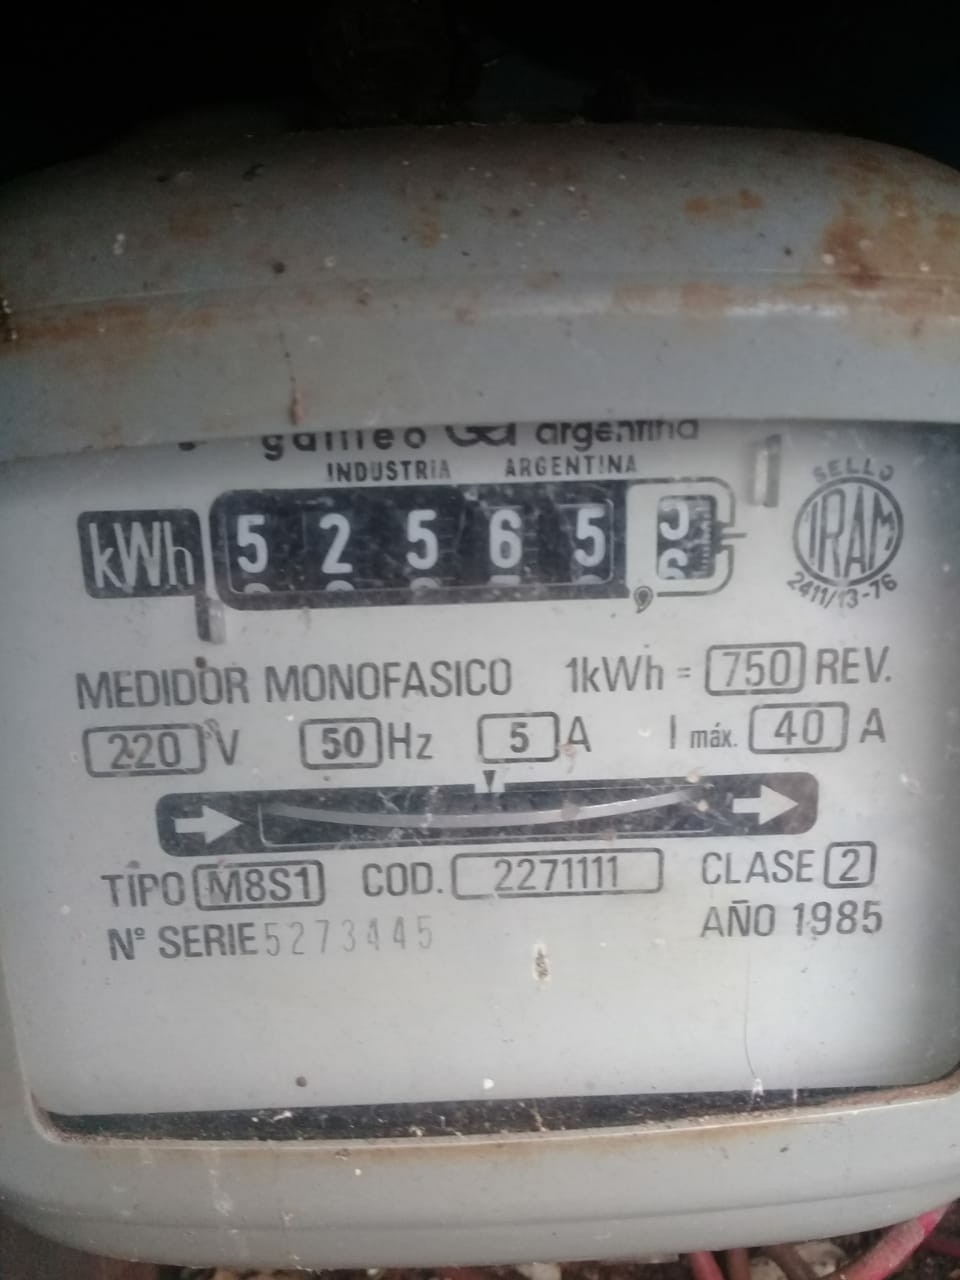 galileo argentina
INDUSTRIA ARGENTINA
kWh 5 2 5 6 5
SELLO
IRAM
2411/13-76
MEDIDOR MONOFASICO 1kWh = 750 REV.
220 V 50 Hz 5 A I máx. 40 A
TIPO M8S1 COD. 2271111 CLASE 2
Nº SERIE 5273445 AÑO 1985